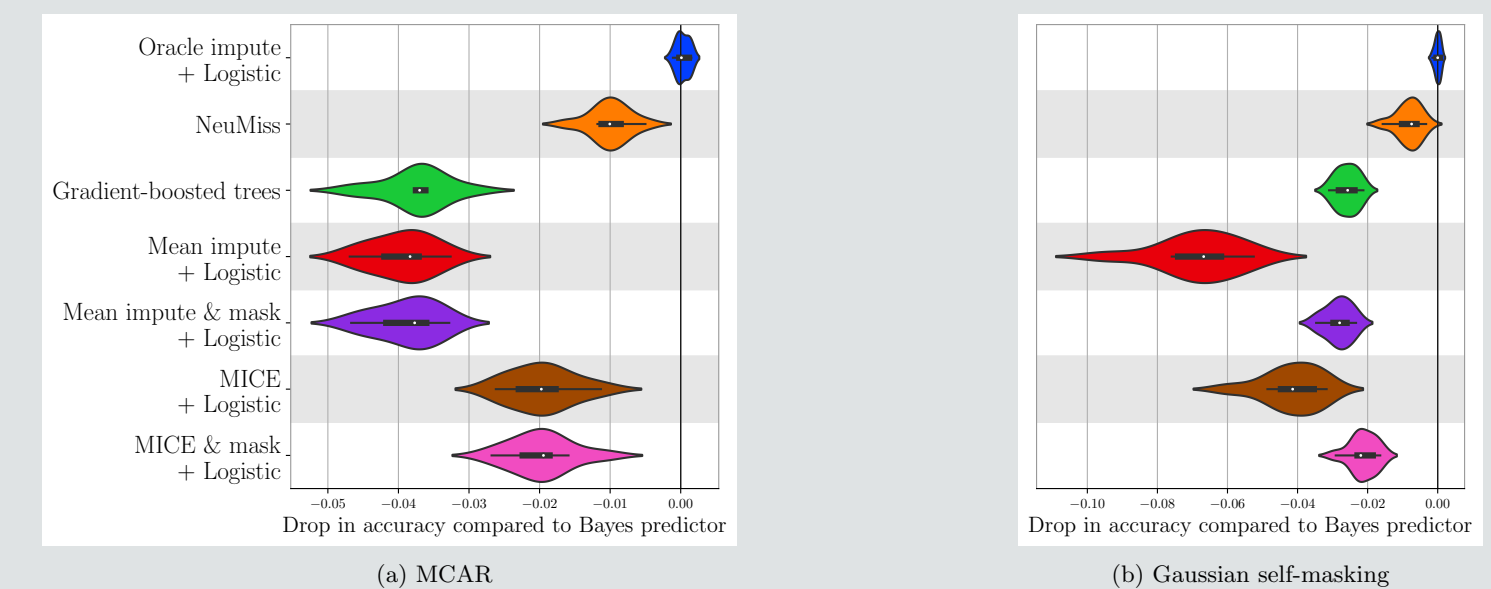 Oracle impute
+ Logistic
NeuMiss
Gradient-boosted trees
Mean impute
+ Logistic
Mean impute & mask
+ Logistic
MICE
+ Logistic
MICE & mask
+ Logistic
−0.05 −0.04 −0.03 −0.02 −0.01 0.00
Drop in accuracy compared to Bayes predictor
(a) MCAR
−0.10 −0.08 −0.06 −0.04 −0.02 0.00
Drop in accuracy compared to Bayes predictor
(b) Gaussian self-masking